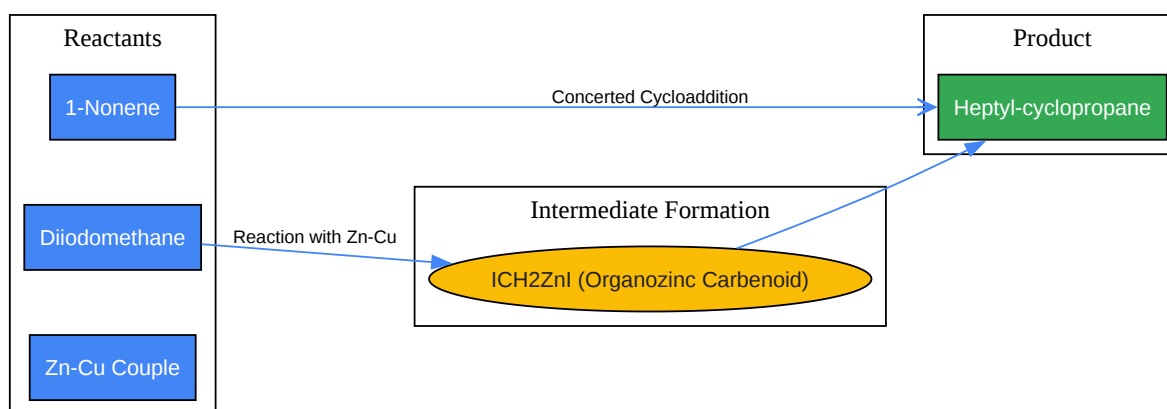 Reactants
1-Nonene
Diiodomethane
Zn-Cu Couple
Reaction with Zn-Cu
Concerted Cycloaddition
Intermediate Formation
ICH2ZnI (Organozinc Carbenoid)
Product
Heptyl-cyclopropane